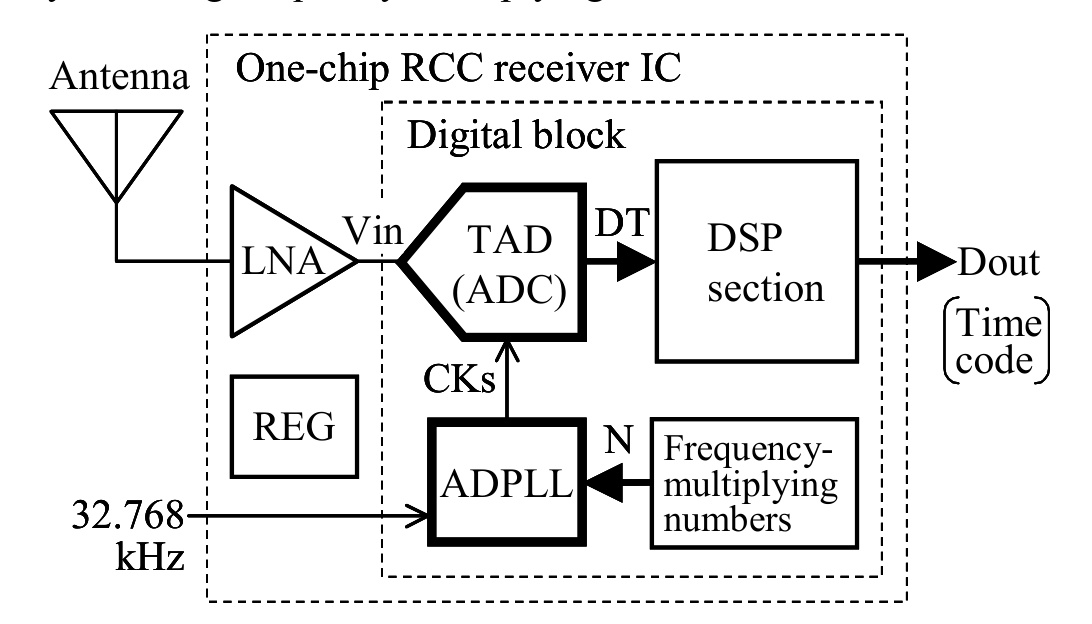 One-chip RCC receiver IC
Antenna
Digital block
Vin
LNA
TAD
(ADC)
DT
DSP
section
Dout
Time
code
CKs
REG
ADPLL
N
Frequency-
multiplying
numbers
32.768
kHz